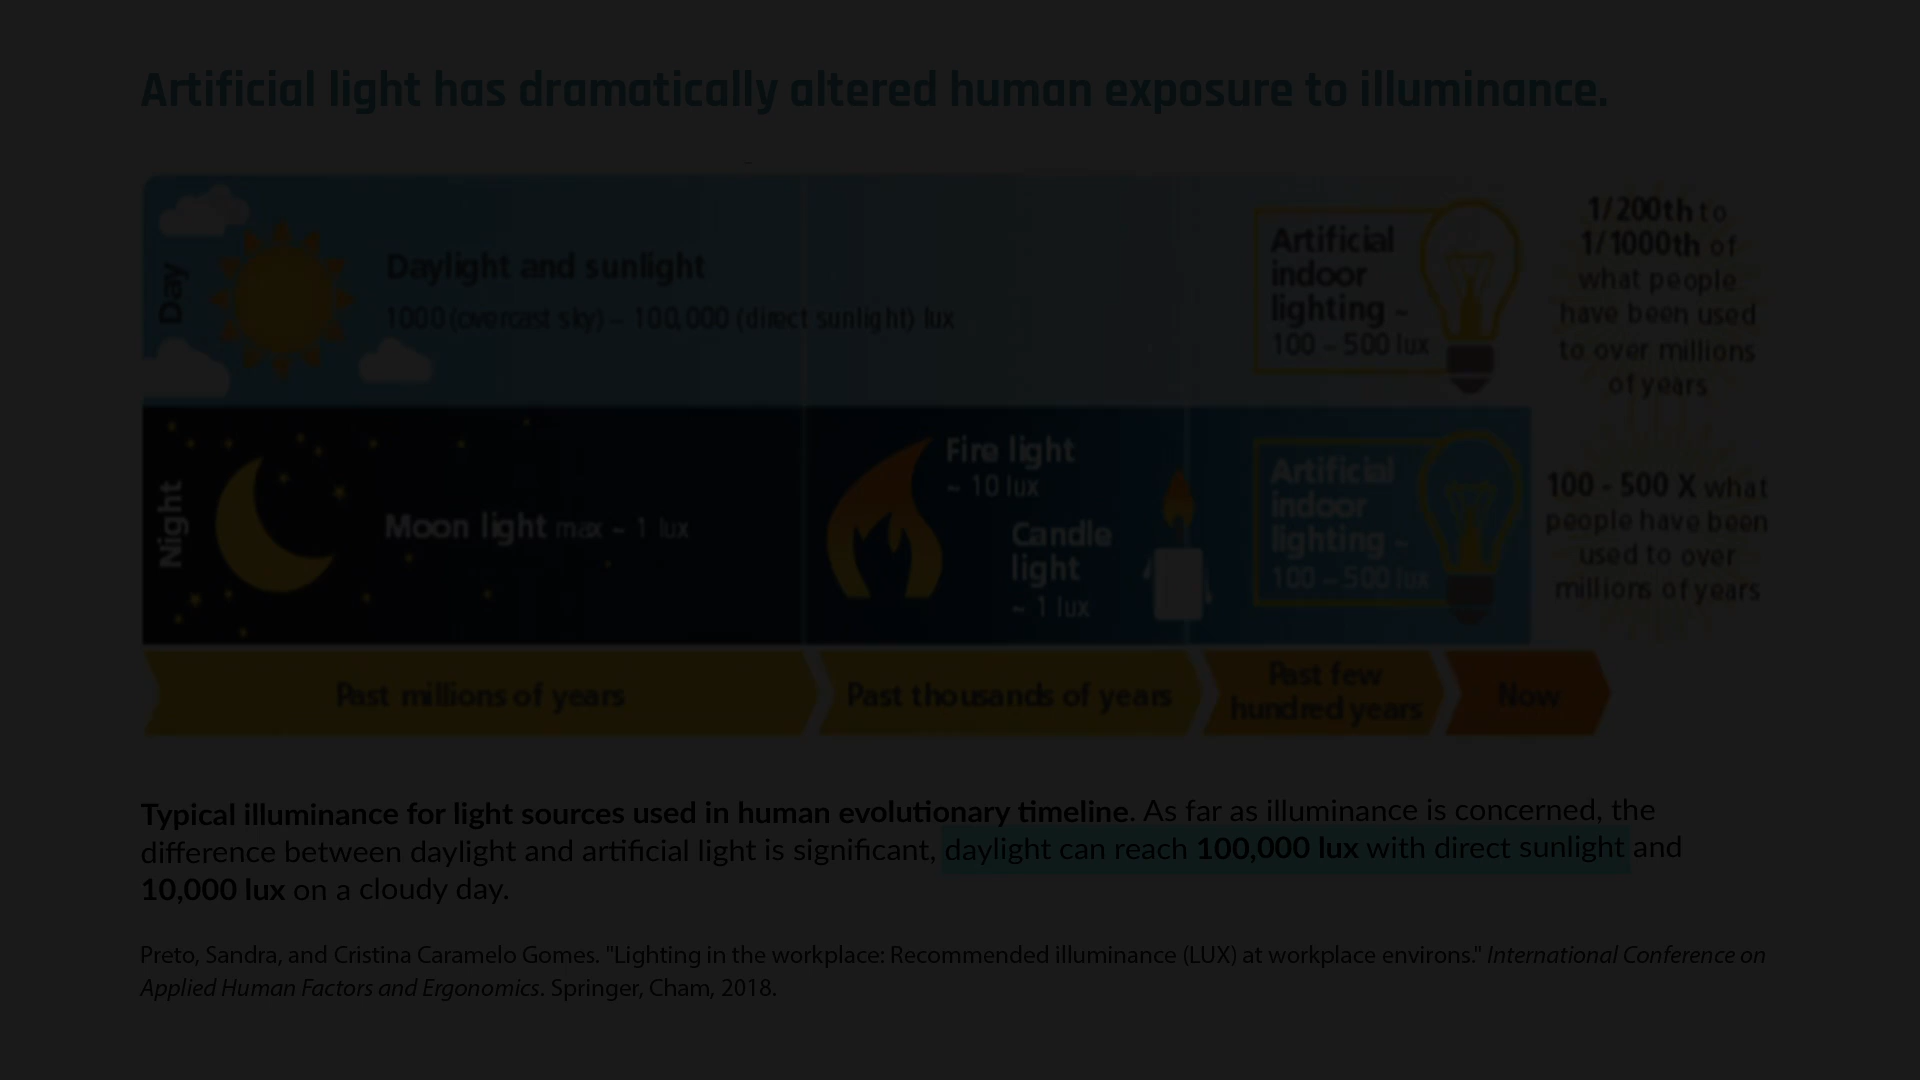 Artificial light has dramatically altered human exposure to illuminance.
Day
Daylight and sunlight
1000 (overcast sky) – 100,000 (direct sunlight) lux
Artificial
indoor
lighting –
100 – 500 lux
1/200th to
1/1000th of
what people
have been used
to over millions
of years
Night
Moon light max ~ 1 lux
Fire light
~ 10 lux
Candle
light
~ 1 lux
Artificial
indoor
lighting –
100 – 500 lux
100 - 500 X what
people have been
used to over
millions of years
Past millions of years
Past thousands of years
Past few
hundred years
Now
Typical illuminance for light sources used in human evolutionary timeline. As far as illuminance is concerned, the
difference between daylight and artificial light is significant, daylight can reach 100,000 lux with direct sunlight and
10,000 lux on a cloudy day.
Preto, Sandra, and Cristina Caramelo Gomes. "Lighting in the workplace: Recommended illuminance (LUX) at workplace environs." International Conference on
Applied Human Factors and Ergonomics. Springer, Cham, 2018.